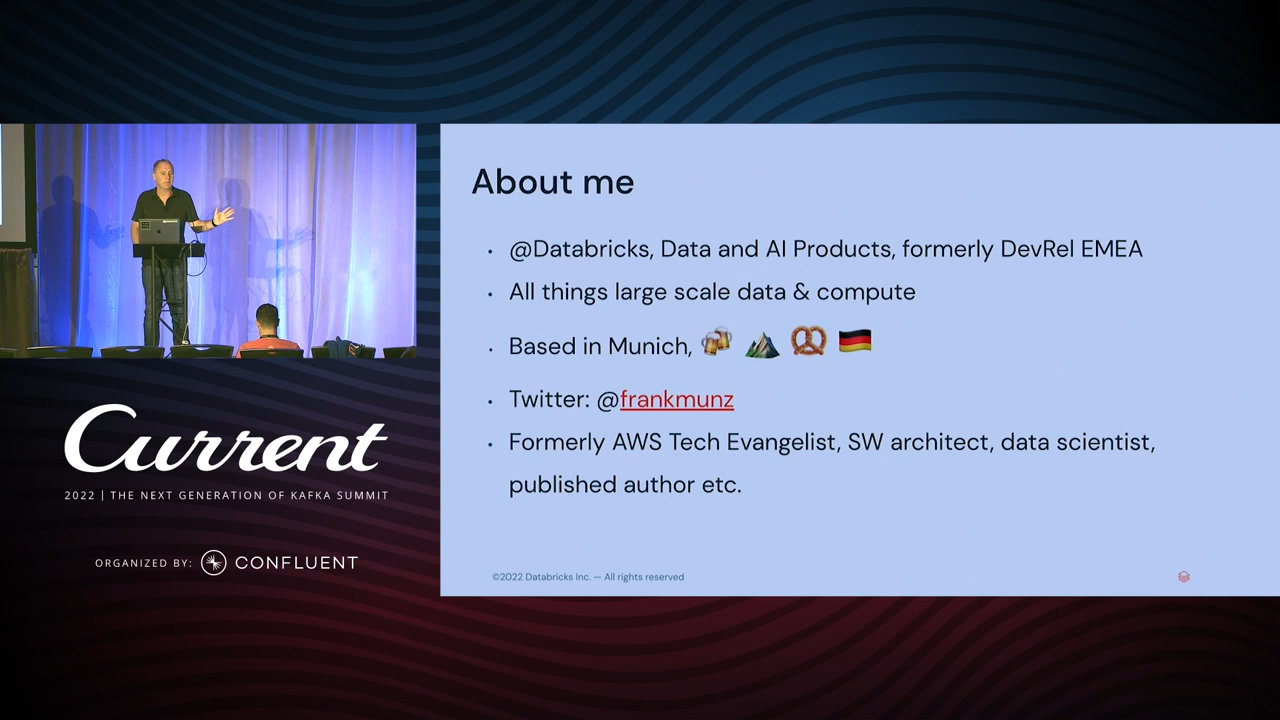 About me
@Databricks, Data and AI Products, formerly DevRel EMEA
All things large scale data & compute
Based in Munich, 🍻 ⛰️ 🥨 🇩🇪
Twitter: @frankmunz
Formerly AWS Tech Evangelist, SW architect, data scientist,
published author etc.
©2022 Databricks Inc. — All rights reserved
Current
2022 | THE NEXT GENERATION OF KAFKA SUMMIT
ORGANIZED BY: CONFLUENT